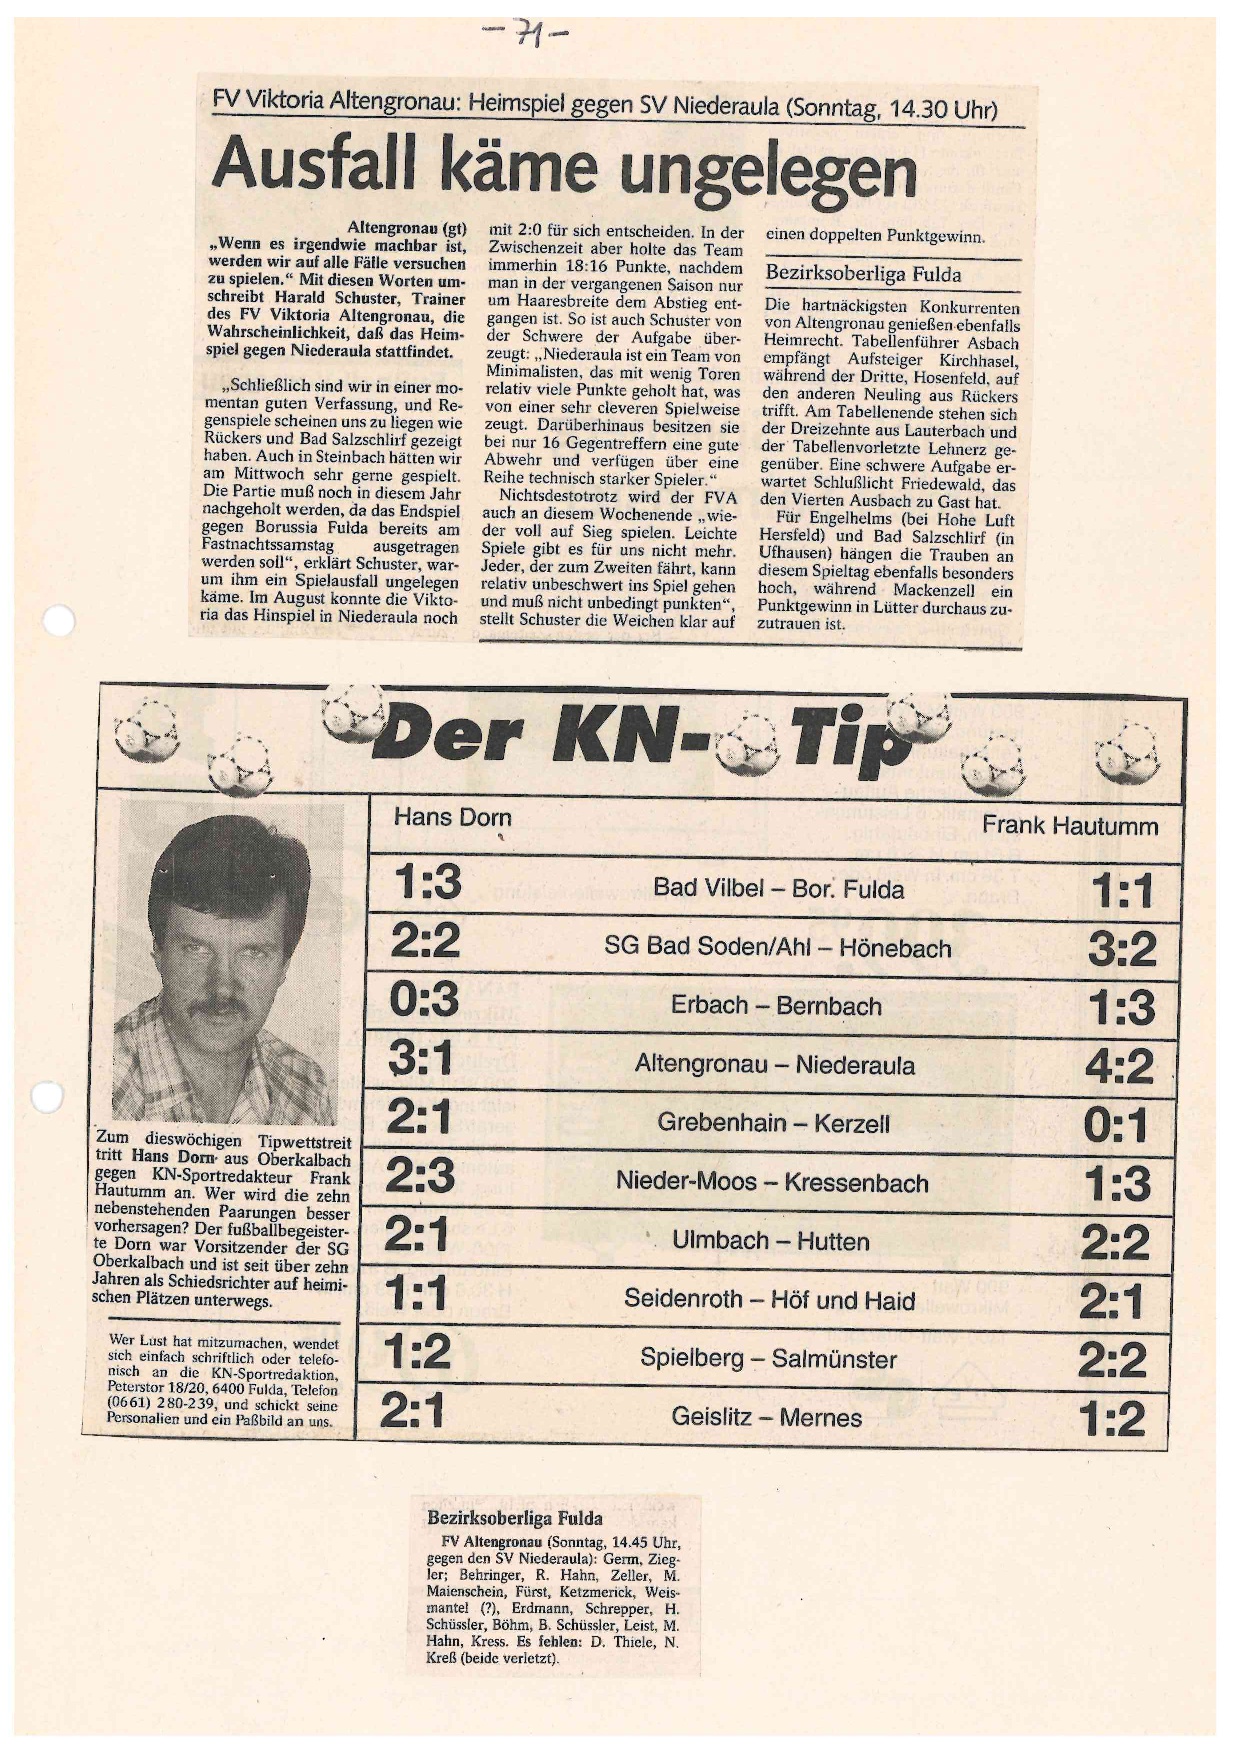 – 71 –
FV Viktoria Altengronau: Heimspiel gegen SV Niederaula (Sonntag, 14.30 Uhr)
Ausfall käme ungelegen
Altengronau (gt)
„Wenn es irgendwie machbar ist,
werden wir auf alle Fälle versuchen
zu spielen.“ Mit diesen Worten um-
schreibt Harald Schuster, Trainer
des FV Viktoria Altengronau, die
Wahrscheinlichkeit, daß das Heim-
spiel gegen Niederaula stattfindet.
„Schließlich sind wir in einer mo-
mentan guten Verfassung, und Re-
genspiele scheinen uns zu liegen wie
Rückers und Bad Salzschlirf gezeigt
haben. Auch in Steinbach hätten wir
am Mittwoch sehr gerne gespielt.
Die Partie muß noch in diesem Jahr
nachgeholt werden, da das Endspiel
gegen Borussia Fulda bereits am
Fastnachtssamstag ausgetragen
werden soll“, erklärt Schuster, war-
um ihm ein Spielausfall ungelegen
käme. Im August konnte die Vikto-
ria das Hinspiel in Niederaula noch
mit 2:0 für sich entscheiden. In der
Zwischenzeit aber holte das Team
immerhin 18:16 Punkte, nachdem
man in der vergangenen Saison nur
um Haaresbreite dem Abstieg ent-
gangen ist. So ist auch Schuster von
der Schwere der Aufgabe über-
zeugt: „Niederaula ist ein Team von
Minimalisten, das mit wenig Toren
relativ viele Punkte geholt hat, was
von einer sehr cleveren Spielweise
zeugt. Darüberhinaus besitzen sie
bei nur 16 Gegentreffern eine gute
Abwehr und verfügen über eine
Reihe technisch starker Spieler.“
Nichtsdestotrotz wird der FVA
auch an diesem Wochenende „wie-
der voll auf Sieg spielen. Leichte
Spiele gibt es für uns nicht mehr.
Jeder, der zum Zweiten fährt, kann
relativ unbeschwert ins Spiel gehen
und muß nicht unbedingt punkten“,
stellt Schuster die Weichen klar auf
einen doppelten Punktgewinn.
Bezirksoberliga Fulda
Die hartnäckigsten Konkurrenten
von Altengronau genießen ebenfalls
Heimrecht. Tabellenführer Asbach
empfängt Aufsteiger Kirchhasel,
während der Dritte, Hosenfeld, auf
den anderen Neuling aus Rückers
trifft. Am Tabellenende stehen sich
der Dreizehnte aus Lauterbach und
der Tabellenvorletzte Lehnerz ge-
genüber. Eine schwere Aufgabe er-
wartet Schlußlicht Friedewald, das
den Vierten Ausbach zu Gast hat.
Für Engelhelms (bei Hohe Luft
Hersfeld) und Bad Salzschlirf (in
Ufhausen) hängen die Trauben an
diesem Spieltag ebenfalls besonders
hoch, während Mackenzell ein
Punktgewinn in Lütter durchaus zu-
zutrauen ist.
Der KN- Tip
Hans Dorn Frank Hautumm
1:3 Bad Vilbel – Bor. Fulda 1:1
2:2 SG Bad Soden/Ahl – Hönebach 3:2
0:3 Erbach – Bernbach 1:3
3:1 Altengronau – Niederaula 4:2
2:1 Grebenhain – Kerzell 0:1
2:3 Nieder-Moos – Kressenbach 1:3
2:1 Ulmbach – Hutten 2:2
1:1 Seidenroth – Höf und Haid 2:1
1:2 Spielberg – Salmünster 2:2
2:1 Geislitz – Mernes 1:2
Zum dieswöchigen Tipwettstreit
tritt Hans Dorn aus Oberkalbach
gegen KN-Sportredakteur Frank
Hautumm an. Wer wird die zehn
nebenstehenden Paarungen besser
vorhersagen? Der fußballbegeister-
te Dorn war Vorsitzender der SG
Oberkalbach und ist seit über zehn
Jahren als Schiedsrichter auf heimi-
schen Plätzen unterwegs.
Wer Lust hat mitzumachen, wendet
sich einfach schriftlich oder telefo-
nisch an die KN-Sportredaktion,
Peterstor 18/20, 6400 Fulda, Telefon
(0661) 280-239, und schickt seine
Personalien und ein Paßbild an uns.
Bezirksoberliga Fulda
FV Altengronau (Sonntag, 14.45 Uhr,
gegen den SV Niederaula): Germ, Zieg-
ler; Behringer, R. Hahn, Zeller, M.
Maienschein, Fürst, Ketzmerick, Weis-
mantel (?), Erdmann, Schrepper, H.
Schüssler, Böhm, B. Schüssler, Leist, M.
Hahn, Kress. Es fehlen: D. Thiele, N.
Kreß (beide verletzt).